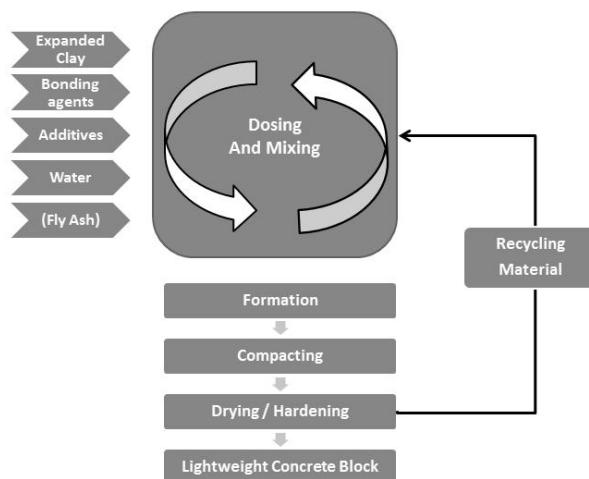 Expanded
Clay
Bonding
agents
Additives
Water
(Fly Ash)
Dosing
And Mixing
Recycling
Material
Formation
Compacting
Drying / Hardening
Lightweight Concrete Block